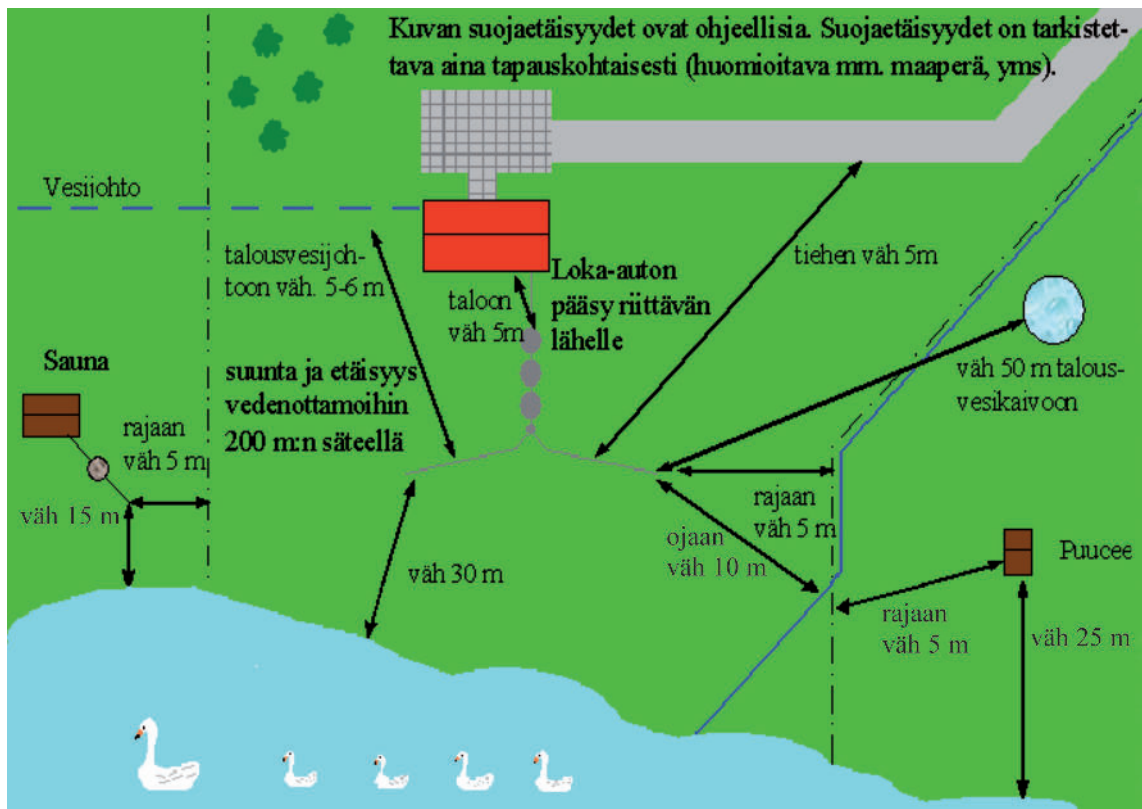 Kuvan suojaetäisyydet ovat ohjeellisia. Suojaetäisyydet on tarkistet-
tava aina tapauskohtaisesti (huomioitava mm. maaperä, yms).
Vesijohto
talousvesijoh-
toon väh. 5-6 m
taloon
väh 5m
Loka-auton
pääsy riittävän
lähelle
tiehen väh 5m
väh 50 m talous-
vesikaivoon
Sauna
rajaan
väh 5 m
väh 15 m
suunta ja etäisyys
vedenottamoihin
200 m:n säteellä
väh 30 m
rajaan
väh 5 m
ojaan
väh 10 m
Puucee
rajaan
väh 5 m
väh 25 m